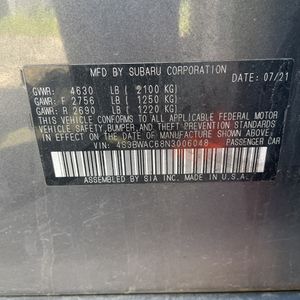 MFD BY SUBARU CORPORATION
DATE: 07/21
GVWR: 4630 LB [ 2100 KG]
GAWR: F 2756 LB [ 1250 KG]
GAWR: R 2690 LB [ 1220 KG]
THIS VEHICLE CONFORMS TO ALL APPLICABLE FEDERAL MOTOR
VEHICLE SAFETY, BUMPER, AND THEFT PREVENTION STANDARDS
IN EFFECT ON THE DATE OF MANUFACTURE SHOWN ABOVE.
VIN: 4S3BWAC68N3006048 PASSENGER CAR
ASSEMBLED BY SIA INC. MADE IN U.S.A.